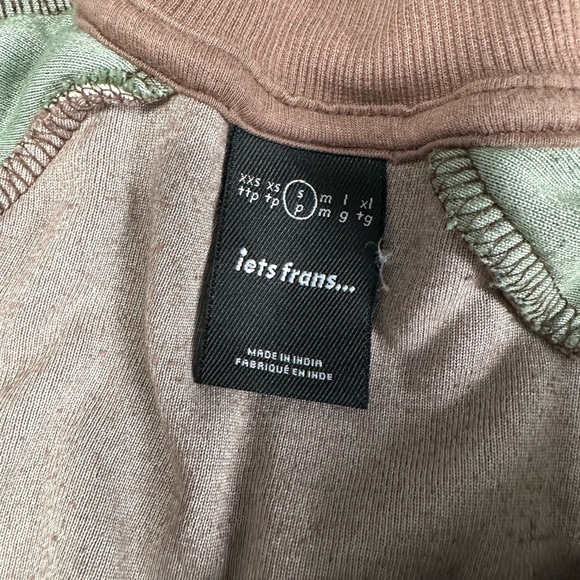 xxs xs s m l xl
ttp tp p m g tg
iets frans...
MADE IN INDIA
FABRIQUÉ EN INDE